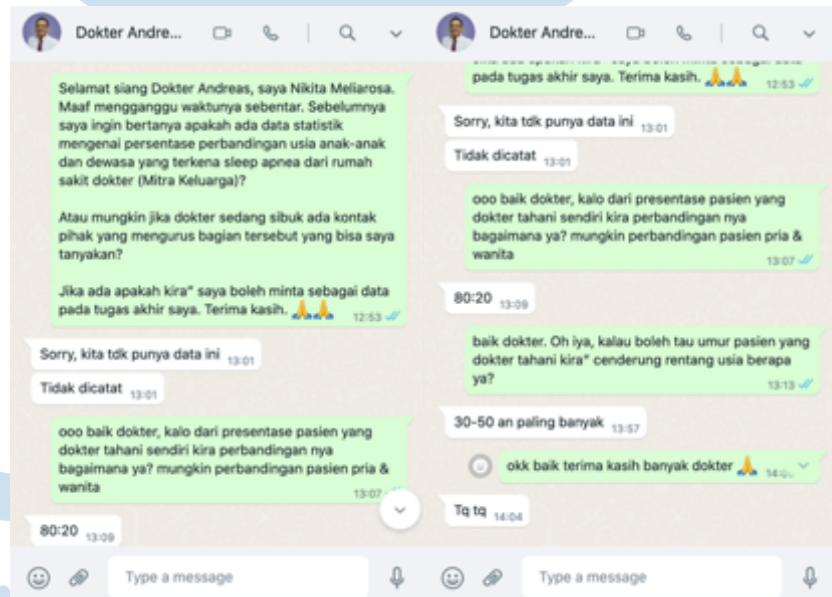 Dokter Andre...
Selamat siang Dokter Andreas, saya Nikita Meliarosa.
Maaf mengganggu waktunya sebentar. Sebelumnya
saya ingin bertanya apakah ada data statistik
mengenai persentase perbandingan usia anak-anak
dan dewasa yang terkena sleep apnea dari rumah
sakit dokter (Mitra Keluarga)?
Atau mungkin jika dokter sedang sibuk ada kontak
pihak yang mengurus bagian tersebut yang bisa saya
tanyakan?
Jika ada apakah kira" saya boleh minta sebagai data
pada tugas akhir saya. Terima kasih. 🙏🙏
12:53
Sorry, kita tdk punya data ini 13:01
Tidak dicatat 13:01
ooo baik dokter, kalo dari presentase pasien yang
dokter tahani sendiri kira perbandingan nya
bagaimana ya? mungkin perbandingan pasien pria &
wanita
13:07
80:20 13:09
Type a message
Dokter Andre...
pada tugas akhir saya. Terima kasih. 🙏🙏
12:53
Sorry, kita tdk punya data ini 13:01
Tidak dicatat 13:01
ooo baik dokter, kalo dari presentase pasien yang
dokter tahani sendiri kira perbandingan nya
bagaimana ya? mungkin perbandingan pasien pria &
wanita
13:07
80:20 13:09
baik dokter. Oh iya, kalau boleh tau umur pasien yang
dokter tahani kira" cenderung rentang usia berapa
ya?
13:13
30-50 an paling banyak 13:57
okk baik terima kasih banyak dokter 🙏
Tq tq 14:04
Type a message